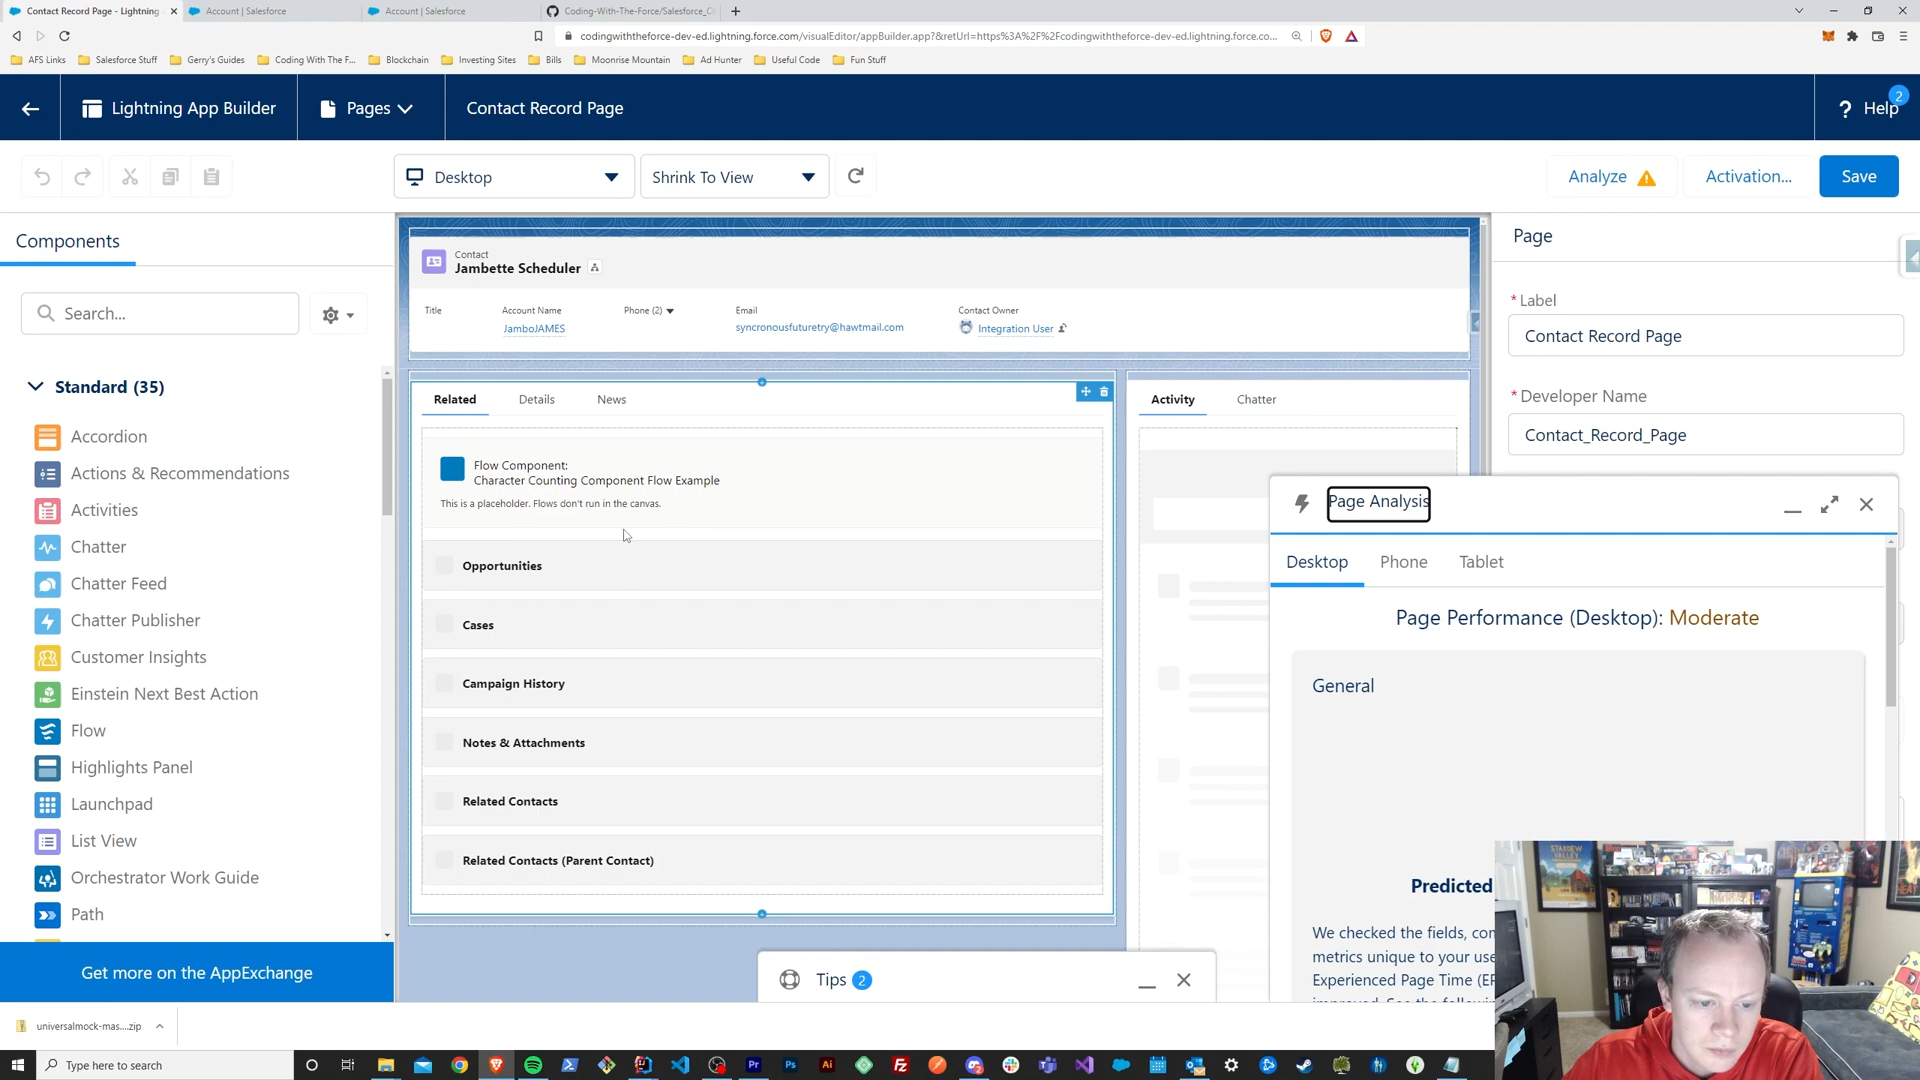 Contact Record Page - Lightning
Account | Salesforce
Account | Salesforce
Coding-With-The-Force/Salesforce_C
codingwiththeforce-dev-ed.lightning.force.com/visualEditor/appBuilder.app?&retUrl=https%3A%2F%2Fcodingwiththeforce-dev-ed.lightning.force.co...
AFS Links
Salesforce Stuff
Gerry's Guides
Coding With The F...
Blockchain
Investing Sites
Bills
Moonrise Mountain
Ad Hunter
Useful Code
Fun Stuff
Lightning App Builder
Pages
Contact Record Page
? Help
2
Desktop
Shrink To View
Analyze
Activation...
Save
Components
Search...
Standard (35)
Accordion
Actions & Recommendations
Activities
Chatter
Chatter Feed
Chatter Publisher
Customer Insights
Einstein Next Best Action
Flow
Highlights Panel
Launchpad
List View
Orchestrator Work Guide
Path
Get more on the AppExchange
Contact
Jambette Scheduler
Title
Account Name
JamboJAMES
Phone (2)
Email
syncronousfuturetry@hawtmail.com
Contact Owner
Integration User
Related
Details
News
Flow Component:
Character Counting Component Flow Example
This is a placeholder. Flows don't run in the canvas.
Opportunities
Cases
Campaign History
Notes & Attachments
Related Contacts
Related Contacts (Parent Contact)
Activity
Chatter
Tips 2
Page
* Label
Contact Record Page
* Developer Name
Contact_Record_Page
Page Analysis
Desktop
Phone
Tablet
Page Performance (Desktop): Moderate
General
Predicted
We checked the fields, con
metrics unique to your use
Experienced Page Time (EP
improved. See the following
STARDEW
VALLEY
universalmock-mas....zip
Type here to search